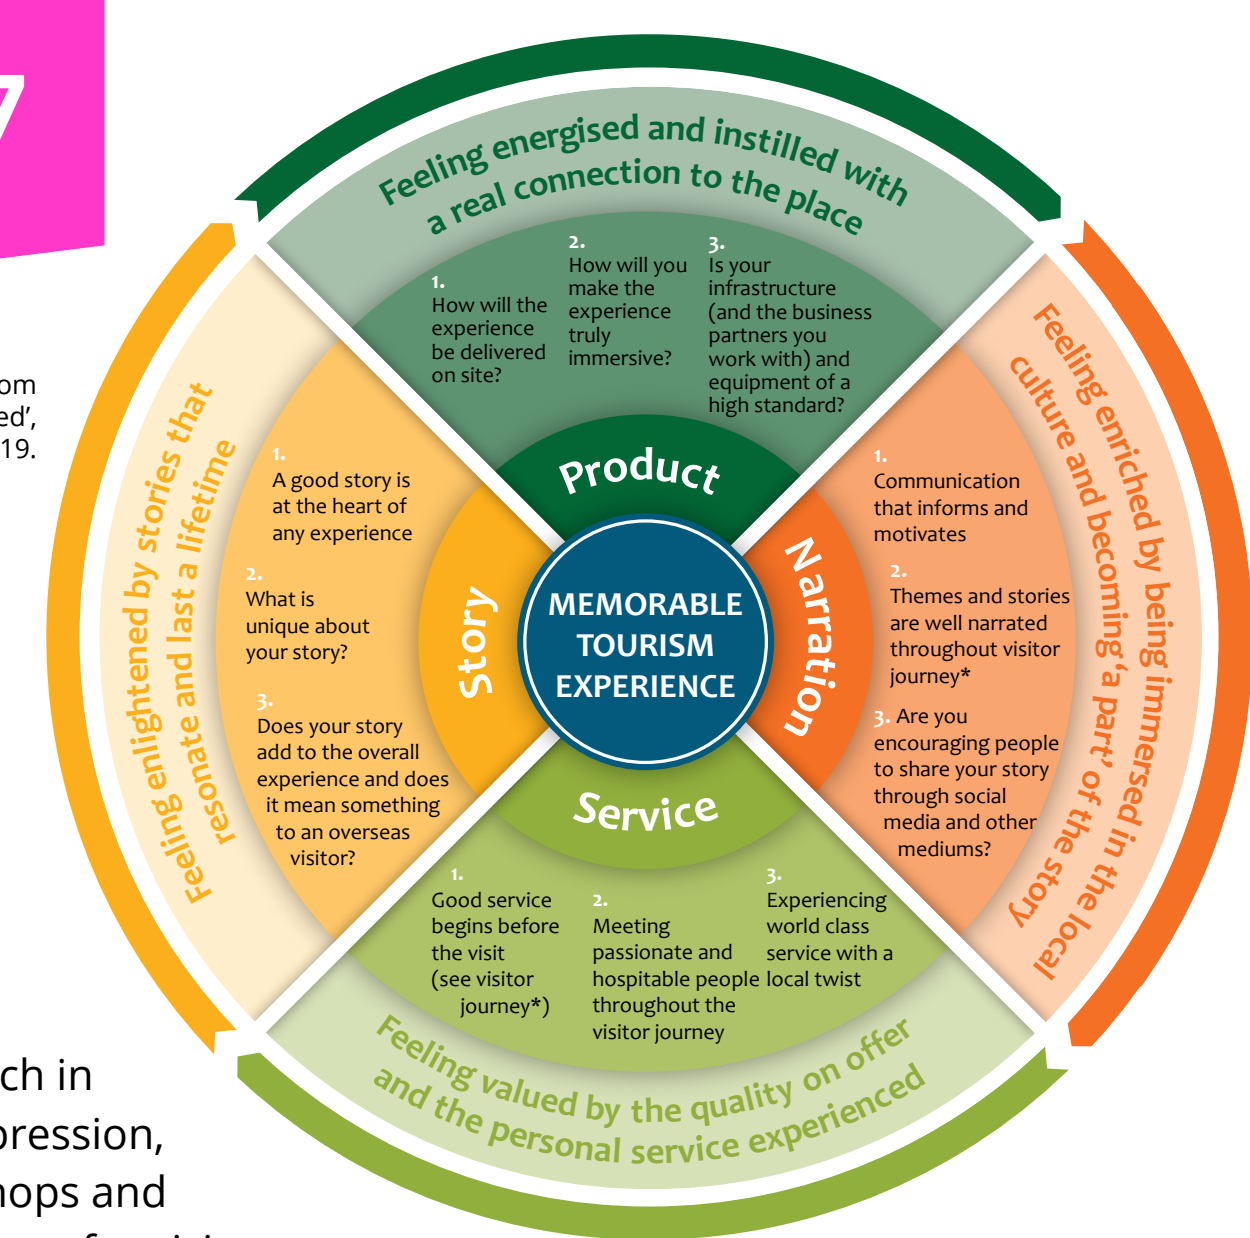 7
om
ed',
19.
Feeling energised and instilled with
a real connection to the place
1.
How will the
experience
be delivered
on site?
2.
How will you
make the
experience
truly
immersive?
3.
Is your
infrastructure
(and the business
partners you
work with) and
equipment of a
high standard?
Product
Feeling enriched by being immersed in the local
culture and becoming 'a part' of the story
1.
Communication
that informs and
motivates
2.
Themes and stories
are well narrated
throughout visitor
journey*
3. Are you
encouraging people
to share your story
through social
media and other
mediums?
Narration
MEMORABLE
TOURISM
EXPERIENCE
Feeling enlightened by stories that
resonate and last a lifetime
1.
A good story is
at the heart of
any experience
2.
What is
unique about
your story?
3.
Does your story
add to the overall
experience and does
it mean something
to an overseas
visitor?
Story
Service
1.
Good service
begins before
the visit
(see visitor
journey*)
2.
Meeting
passionate and
hospitable people
throughout the
visitor journey
3.
Experiencing
world class
service with a
local twist
Feeling valued by the quality on offer
and the personal service experienced
ch in
pression,
nops and